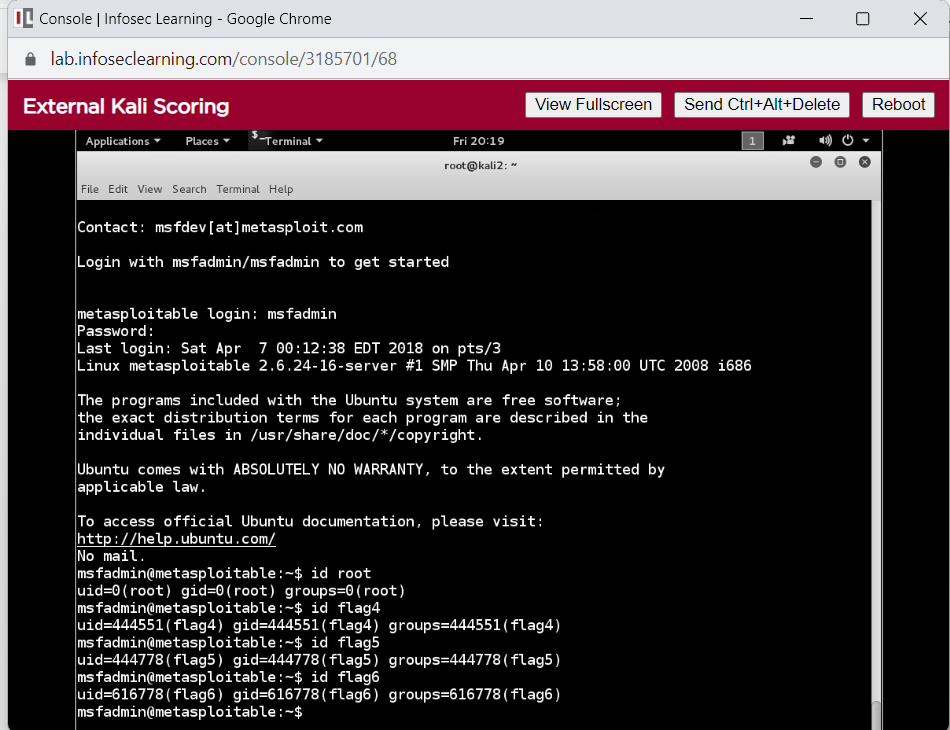 Console | Infosec Learning - Google Chrome
lab.infoseclearning.com/console/3185701/68
External Kali Scoring
View Fullscreen
Send Ctrl+Alt+Delete
Reboot
Applications
Places
Terminal
Fri 20:19
1
root@kali2: ~
File Edit View Search Terminal Help
Contact: msfdev[at]metasploit.com
Login with msfadmin/msfadmin to get started
metasploitable login: msfadmin
Password:
Last login: Sat Apr  7 00:12:38 EDT 2018 on pts/3
Linux metasploitable 2.6.24-16-server #1 SMP Thu Apr 10 13:58:00 UTC 2008 i686
The programs included with the Ubuntu system are free software;
the exact distribution terms for each program are described in the
individual files in /usr/share/doc/*/copyright.
Ubuntu comes with ABSOLUTELY NO WARRANTY, to the extent permitted by
applicable law.
To access official Ubuntu documentation, please visit:
http://help.ubuntu.com/
No mail.
msfadmin@metasploitable:~$ id root
uid=0(root) gid=0(root) groups=0(root)
msfadmin@metasploitable:~$ id flag4
uid=444551(flag4) gid=444551(flag4) groups=444551(flag4)
msfadmin@metasploitable:~$ id flag5
uid=444778(flag5) gid=444778(flag5) groups=444778(flag5)
msfadmin@metasploitable:~$ id flag6
uid=616778(flag6) gid=616778(flag6) groups=616778(flag6)
msfadmin@metasploitable:~$